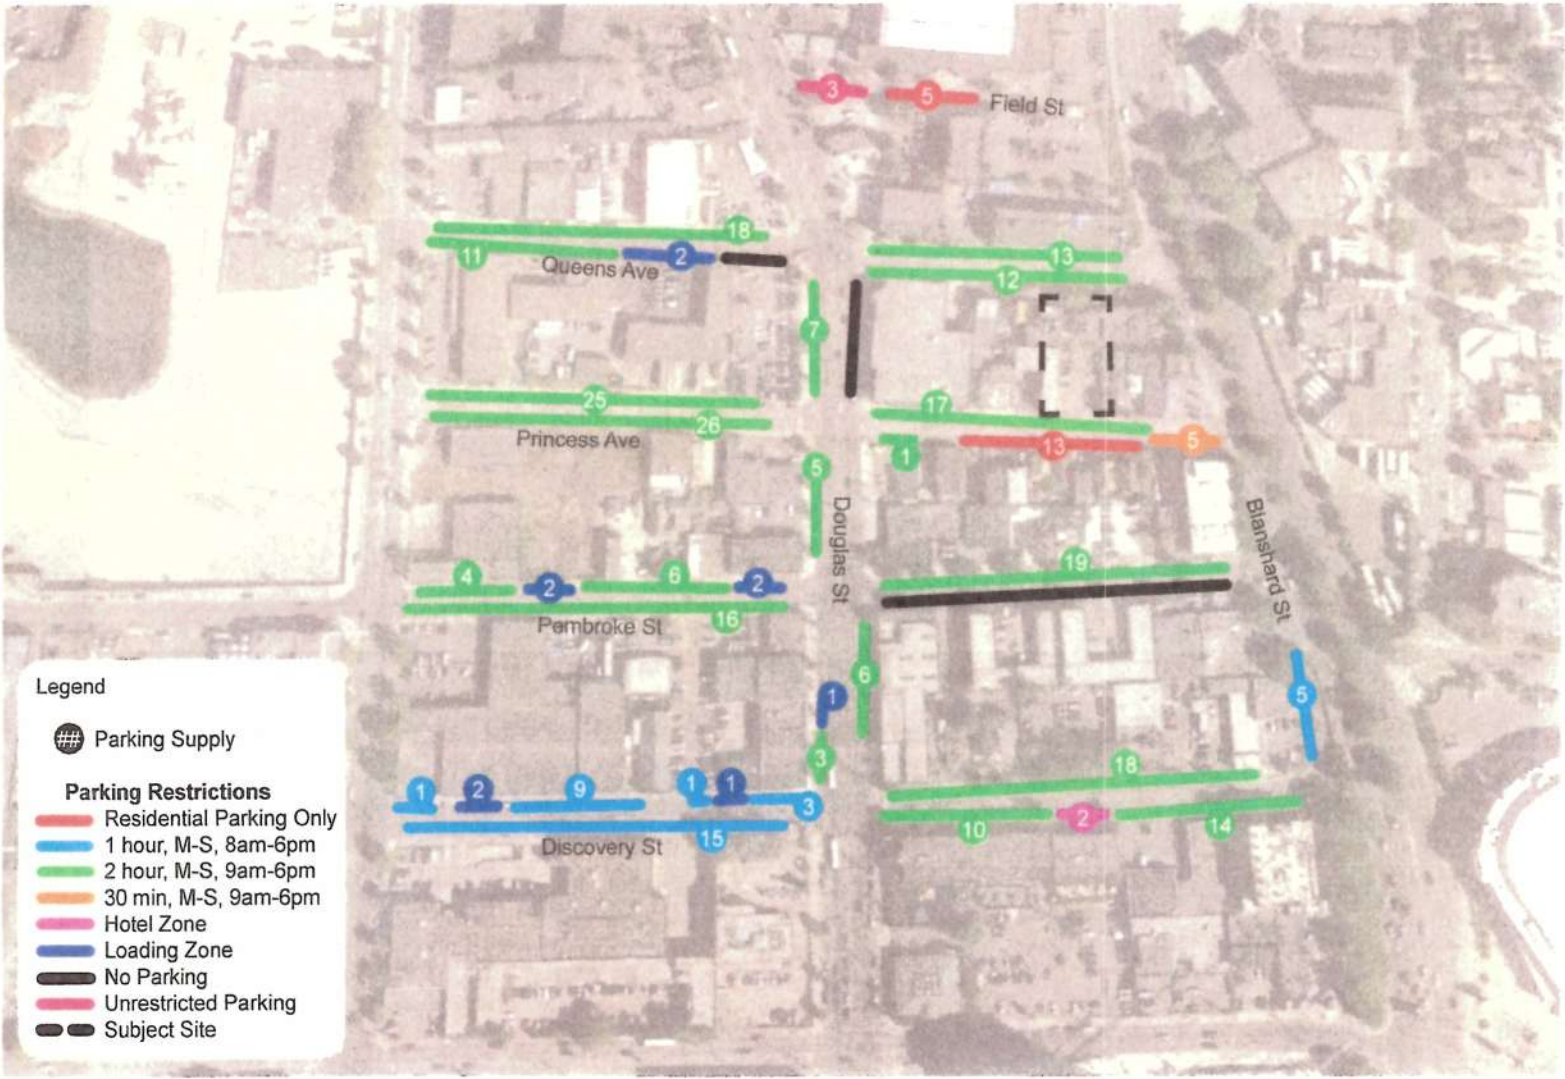 3 5 Field St
18
11 2 13
Queens Ave 12
7
25 17
26
Princess Ave 1 13 5
5
Douglas St
Blanshard St
4 2 6 2 19
16
Pembroke St
6
1 5
3 18
1 2 9 1 1 3
15 10 2 14
Discovery St
Legend
## Parking Supply
Parking Restrictions
Residential Parking Only
1 hour, M-S, 8am-6pm
2 hour, M-S, 9am-6pm
30 min, M-S, 9am-6pm
Hotel Zone
Loading Zone
No Parking
Unrestricted Parking
Subject Site